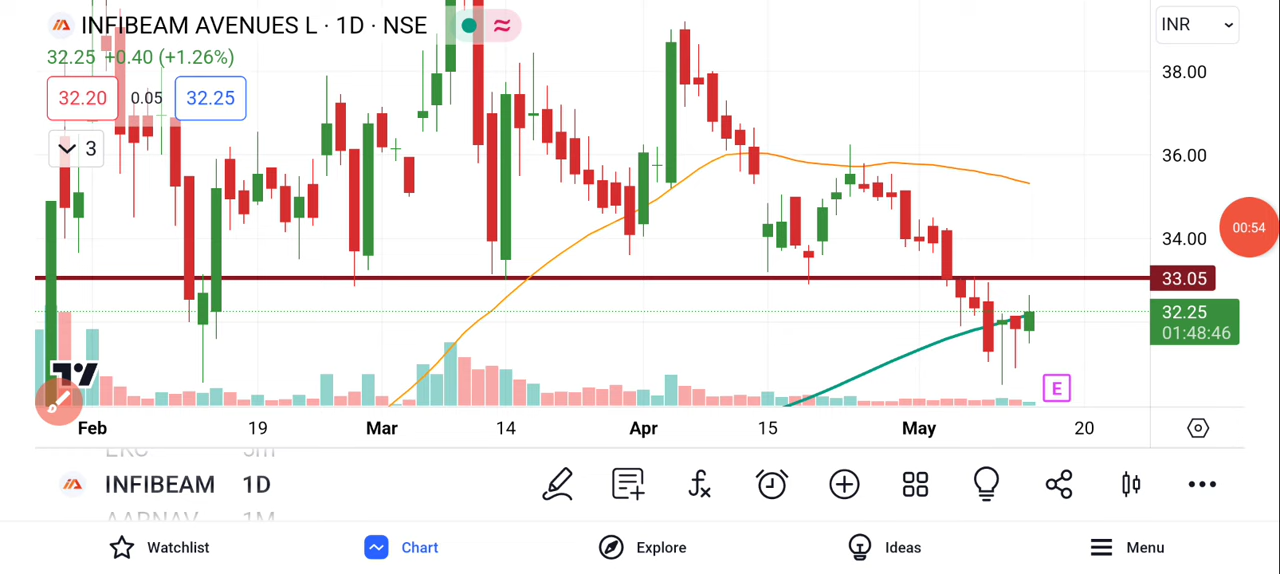 INFIBEAM AVENUES L · 1D · NSE
≈
INR
32.25 +0.40 (+1.26%)
32.20
0.05
32.25
3
38.00
36.00
34.00
00:54
33.05
32.25
01:48:46
E
Feb
19
Mar
14
Apr
15
May
20
INFIBEAM 1D
Watchlist
Chart
Explore
Ideas
Menu